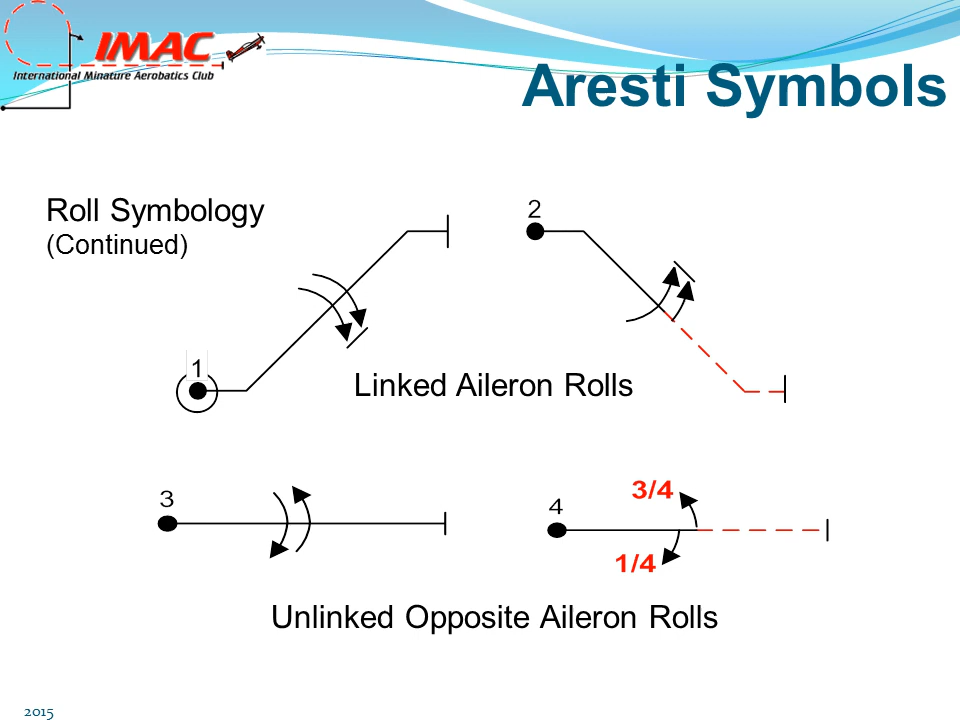 IMAC
International Minature Aerobatics Club
Aresti Symbols
Roll Symbology
(Continued)
2
1
Linked Aileron Rolls
3
3/4
4
1/4
Unlinked Opposite Aileron Rolls
2015